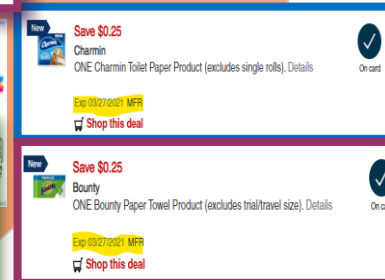 New
Save $0.25
Charmin
Charmin
ONE Charmin Toilet Paper Product (excludes single rolls). Details
On card
Exp 03/27/2021 MFR
Shop this deal
New
Save $0.25
Bounty
Bounty
ONE Bounty Paper Towel Product (excludes trial/travel size). Details
Exp 03/27/2021 MFR
Shop this deal